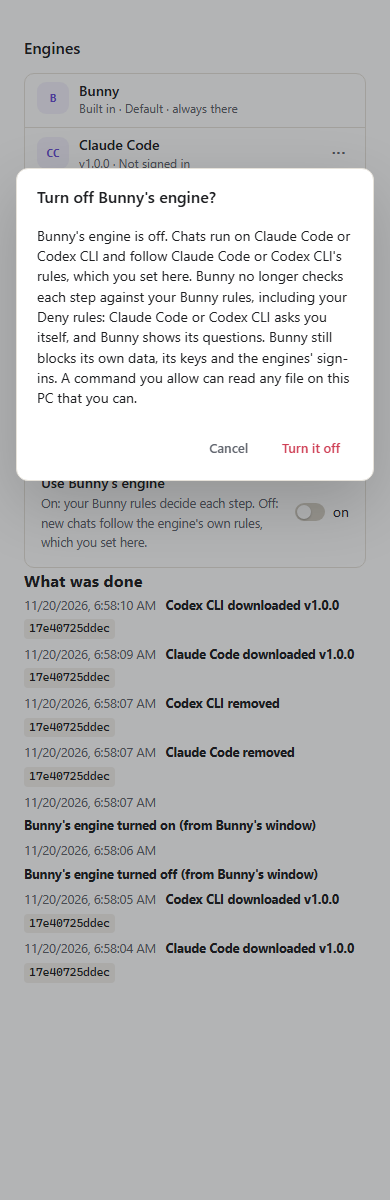 Engines
B
Bunny
Built in · Default · always there
CC
Claude Code
...
v1.0.0 · Not signed in
Turn off Bunny's engine?
Bunny's engine is off. Chats run on Claude Code or
Codex CLI and follow Claude Code or Codex CLI's
rules, which you set here. Bunny no longer checks
each step against your Bunny rules, including your
Deny rules: Claude Code or Codex CLI asks you
itself, and Bunny shows its questions. Bunny still
blocks its own data, its keys and the engines' sign-
ins. A command you allow can read any file on this
PC that you can.
Cancel
Turn it off
Use Bunny's engine
On: your Bunny rules decide each step. Off:
new chats follow the engine's own rules,
which you set here.
on
What was done
11/20/2026, 6:58:10 AM Codex CLI downloaded v1.0.0
17e40725ddec
11/20/2026, 6:58:09 AM Claude Code downloaded v1.0.0
17e40725ddec
11/20/2026, 6:58:07 AM Codex CLI removed
17e40725ddec
11/20/2026, 6:58:07 AM Claude Code removed
17e40725ddec
11/20/2026, 6:58:07 AM
Bunny's engine turned on (from Bunny's window)
11/20/2026, 6:58:06 AM
Bunny's engine turned off (from Bunny's window)
11/20/2026, 6:58:05 AM Codex CLI downloaded v1.0.0
17e40725ddec
11/20/2026, 6:58:04 AM Claude Code downloaded v1.0.0
17e40725ddec